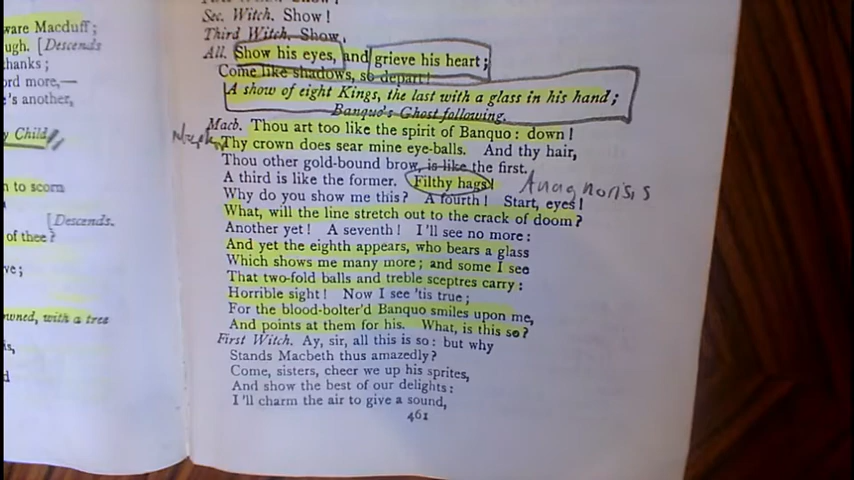 ware Macduff;
ugh. [Descends
hanks;
ord more,—
e's another,
y Child
n to scorn
[Descends.
of thee?
ve;
owned, with a tree
is,
d
Sec. Witch. Show!
Third Witch. Show.
All. Show his eyes, and grieve his heart;
Come like shadows, so depart!
A show of eight Kings, the last with a glass in his hand;
Banquo's Ghost following.
Macb. Thou art too like the spirit of Banquo: down!
Thy crown does sear mine eye-balls. And thy hair,
Thou other gold-bound brow, is like the first.
A third is like the former. Filthy hags!
Anagnorisis
Why do you show me this? A fourth! Start, eyes!
What, will the line stretch out to the crack of doom?
Another yet! A seventh! I'll see no more:
And yet the eighth appears, who bears a glass
Which shows me many more; and some I see
That two-fold balls and treble sceptres carry:
Horrible sight! Now I see 'tis true;
For the blood-bolter'd Banquo smiles upon me,
And points at them for his. What, is this so?
First Witch. Ay, sir, all this is so: but why
Stands Macbeth thus amazedly?
Come, sisters, cheer we up his sprites,
And show the best of our delights:
I'll charm the air to give a sound,
461